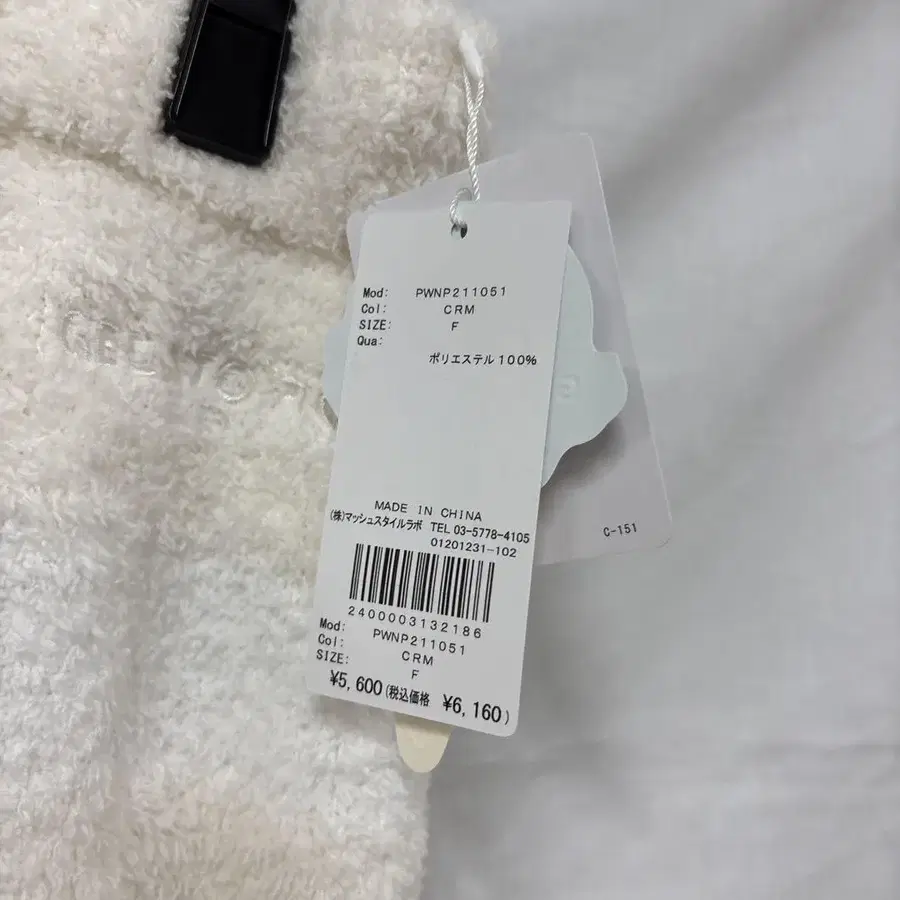 Mod: PWNP211051
Col: CRM
SIZE: F
Qua:
ポリエステル100%
MADE IN CHINA
(株)マッシュスタイルラボ TEL 03-5778-4105
01201231-102
2400003132186
Mod: PWNP211051
Col: CRM
SIZE: F
¥5,600(税込価格 ¥6,160)
C-151